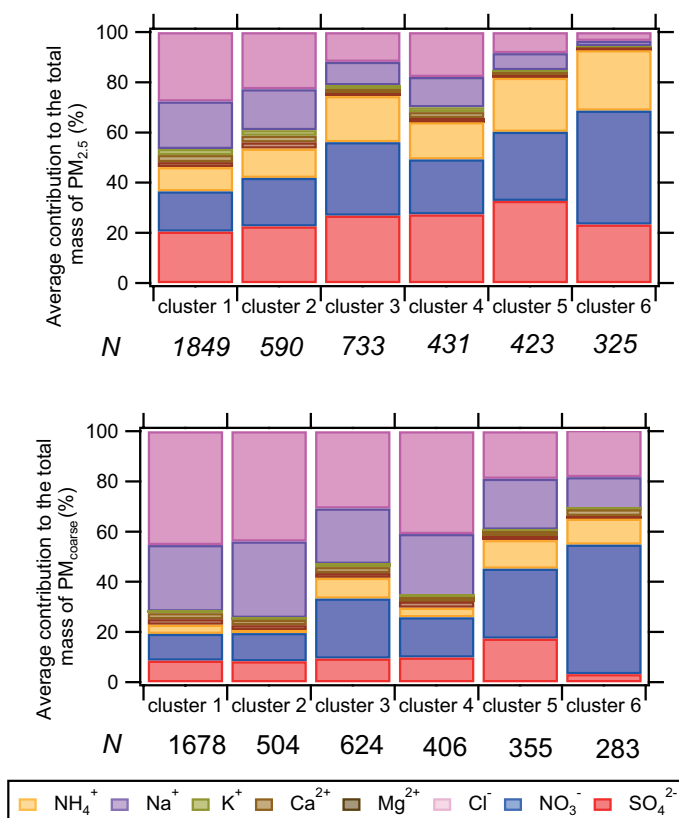 100
80
60
40
20
0
Average contribution to the total
mass of PM2.5 (%)
cluster 1 cluster 2 cluster 3 cluster 4 cluster 5 cluster 6
N 1849 590 733 431 423 325
100
80
60
40
20
0
Average contribution to the total
mass of PMcoarse (%)
cluster 1 cluster 2 cluster 3 cluster 4 cluster 5 cluster 6
N 1678 504 624 406 355 283
NH4+ Na+ K+ Ca2+ Mg2+ Cl- NO3- SO42-